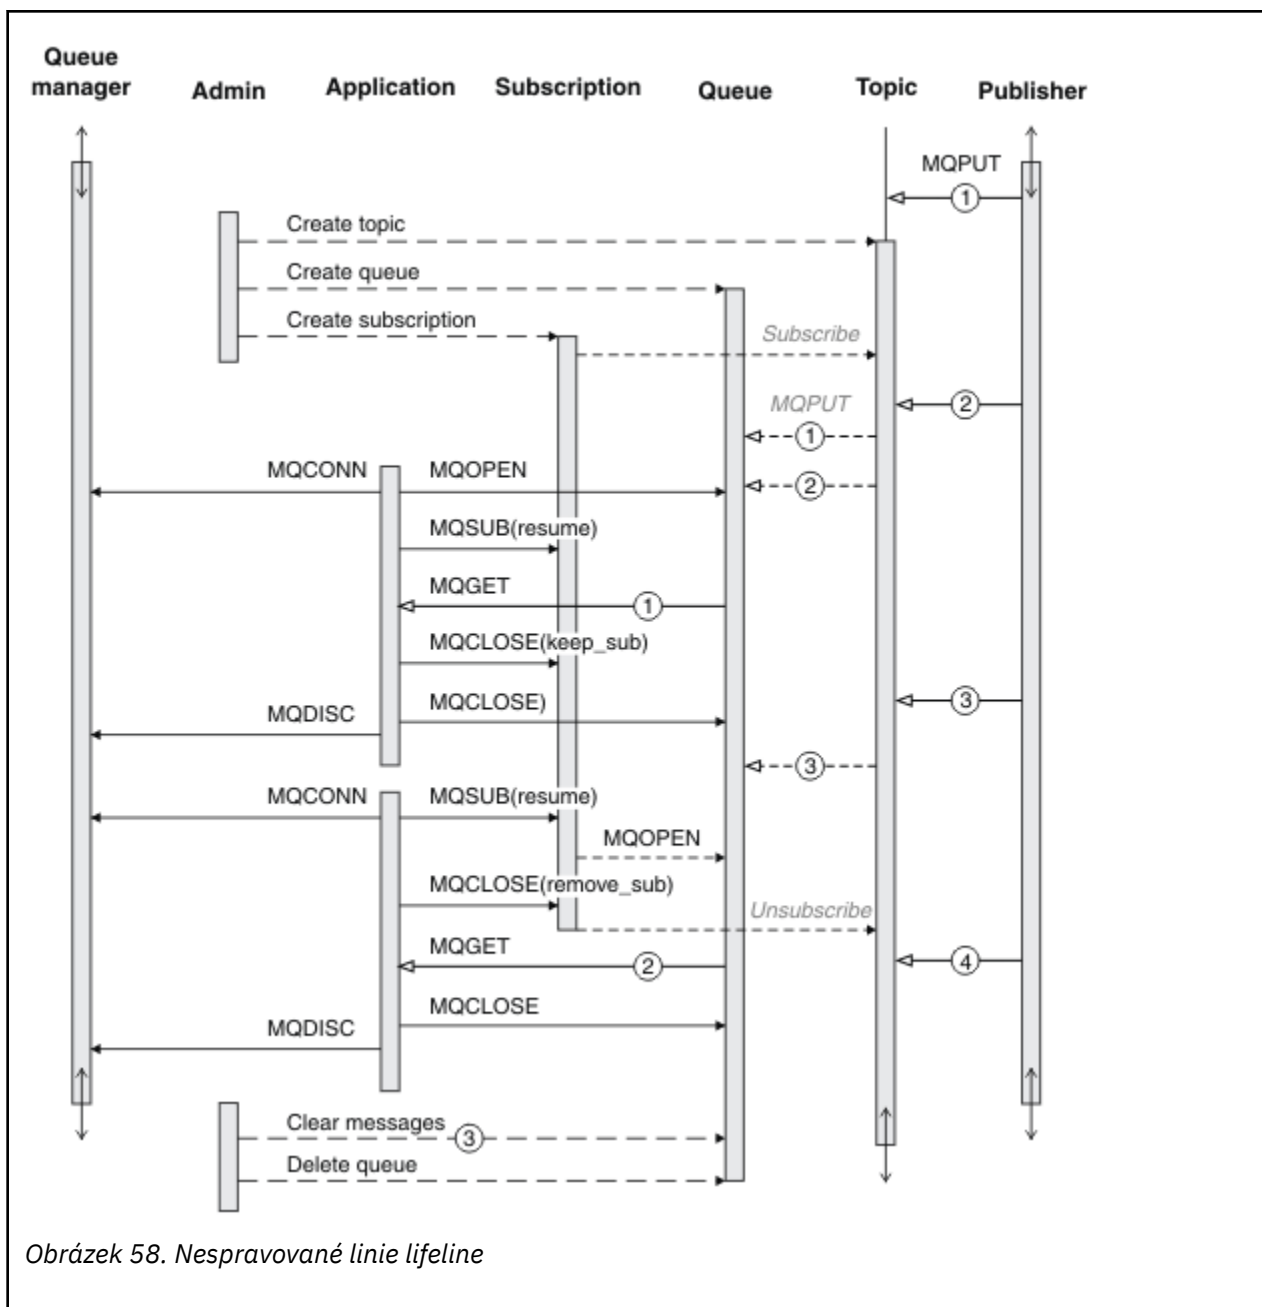 Queue
manager
Admin
Application
Subscription
Queue
Topic
Publisher
MQPUT
1
Create topic
Create queue
Create subscription
Subscribe
MQPUT
2
1
MQCONN
MQOPEN
2
MQSUB(resume)
MQGET
1
MQCLOSE(keep_sub)
MQCLOSE)
3
MQDISC
3
MQCONN
MQSUB(resume)
MQOPEN
MQCLOSE(remove_sub)
Unsubscribe
MQGET
2
4
MQCLOSE
MQDISC
Clear messages
3
Delete queue
Obrázek 58. Nespravované linie lifeline